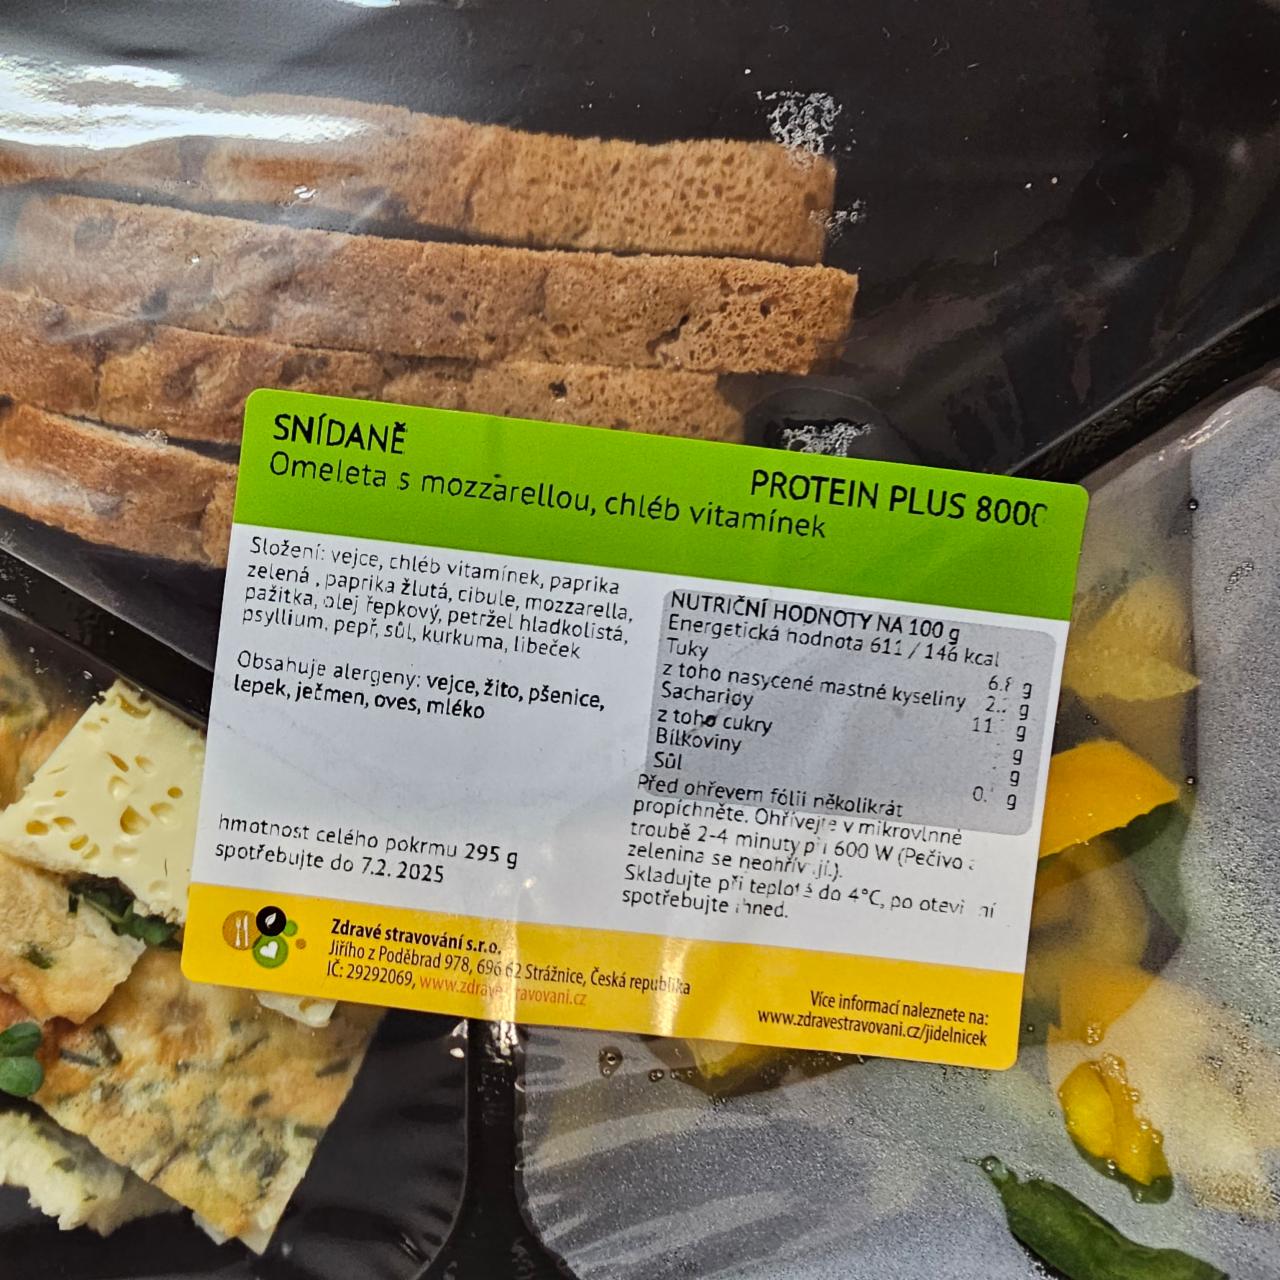 SNÍDANĚ
PROTEIN PLUS
Omeleta s mozzarellou, chléb vitamínek
Složení: vejce, chléb vitamínek, paprika
zelená , paprika žlutá, cibule, mozzarella,
pažitka, olej řepkový, petržel hladkolistá,
psyllium, pepř, sůl, kurkuma, libeček
Obsahuje alergeny: vejce, žito, pšenice,
lepek, ječmen, oves, mléko
hmotnost celého pokrmu 295 g
spotřebujte do 7.2. 2025
NUTRIČNÍ HODNOTY NA 100 g
Energetická hodnota 611 / 146 kcal
Tuky g
z toho nasycené mastné kyseliny g
Sacharidy 11 g
z toho cukry g
Bílkoviny g
Sůl g
Před ohřevem fólii několikrát
propíchněte. Ohřívejte v mikrovlnné
troubě 2-4 minuty při 600 W (Pečivo
zelenina se neohřívají.).
Skladujte při teplotě do 4°C, po otevření
spotřebujte ihned.
Zdravé stravování s.r.o.
Jiřího z Poděbrad 978, 696 62 Strážnice, Česká republika
IČ: 29292069, www.zdravestravovani.cz
Více informací naleznete na:
www.zdravestravovani.cz/jidelnicek